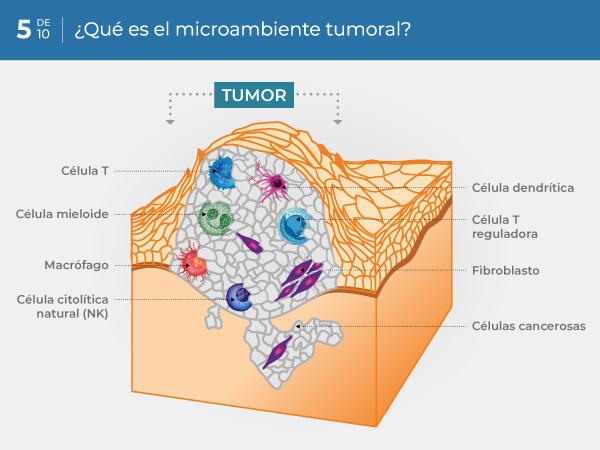 5 DE 10 ¿Qué es el microambiente tumoral?
TUMOR
Célula T
Célula mieloide
Macrófago
Célula citolítica
natural (NK)
Célula dendrítica
Célula T
reguladora
Fibroblasto
Células cancerosas